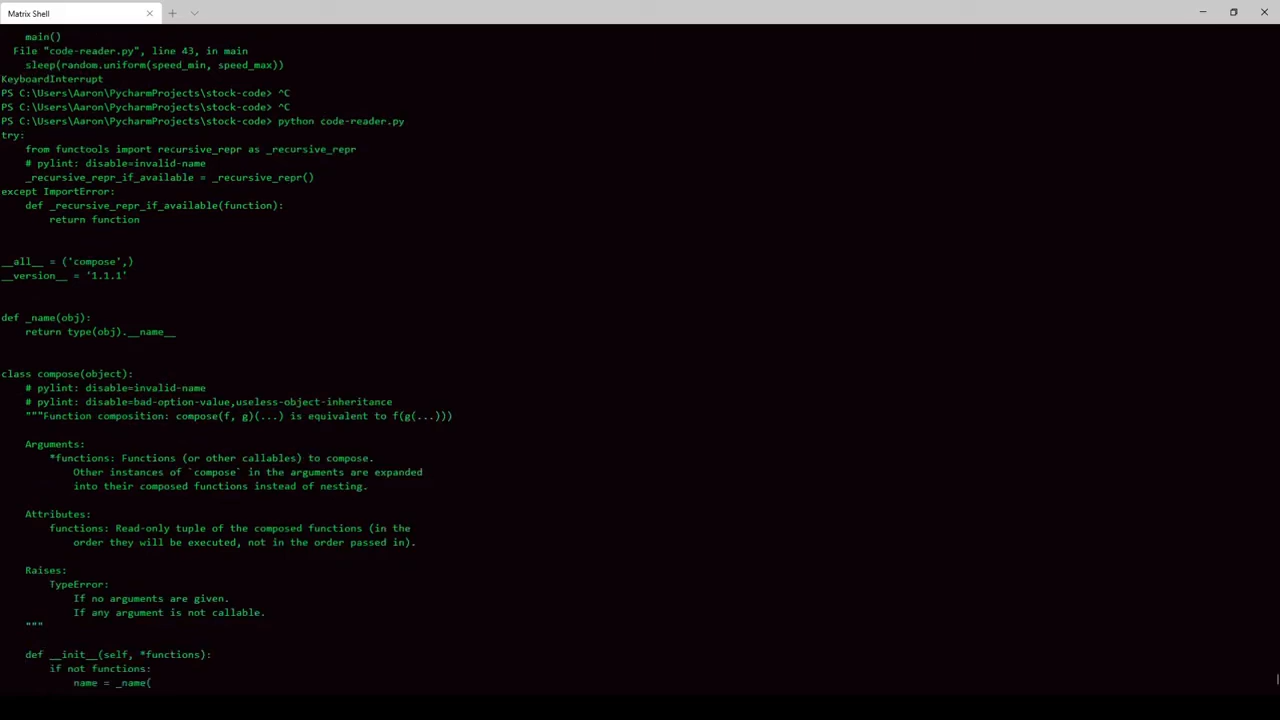 Matrix Shell
main()
File "code-reader.py", line 43, in main
sleep(random.uniform(speed_min, speed_max))
KeyboardInterrupt
PS C:\Users\Aaron\PycharmProjects\stock-code> ^C
PS C:\Users\Aaron\PycharmProjects\stock-code> ^C
PS C:\Users\Aaron\PycharmProjects\stock-code> python code-reader.py
try:
    from functools import recursive_repr as _recursive_repr
    # pylint: disable=invalid-name
    _recursive_repr_if_available = _recursive_repr()
except ImportError:
    def _recursive_repr_if_available(function):
        return function
__all__ = ('compose',)
__version__ = '1.1.1'
def _name(obj):
    return type(obj).__name__
class compose(object):
    # pylint: disable=invalid-name
    # pylint: disable=bad-option-value,useless-object-inheritance
    """Function composition: compose(f, g)(...) is equivalent to f(g(...)))
    Arguments:
        *functions: Functions (or other callables) to compose.
            Other instances of `compose` in the arguments are expanded
            into their composed functions instead of nesting.
    Attributes:
        functions: Read-only tuple of the composed functions (in the
            order they will be executed, not in the order passed in).
    Raises:
        TypeError:
            If no arguments are given.
            If any argument is not callable.
    """
    def __init__(self, *functions):
        if not functions:
            name = _name(